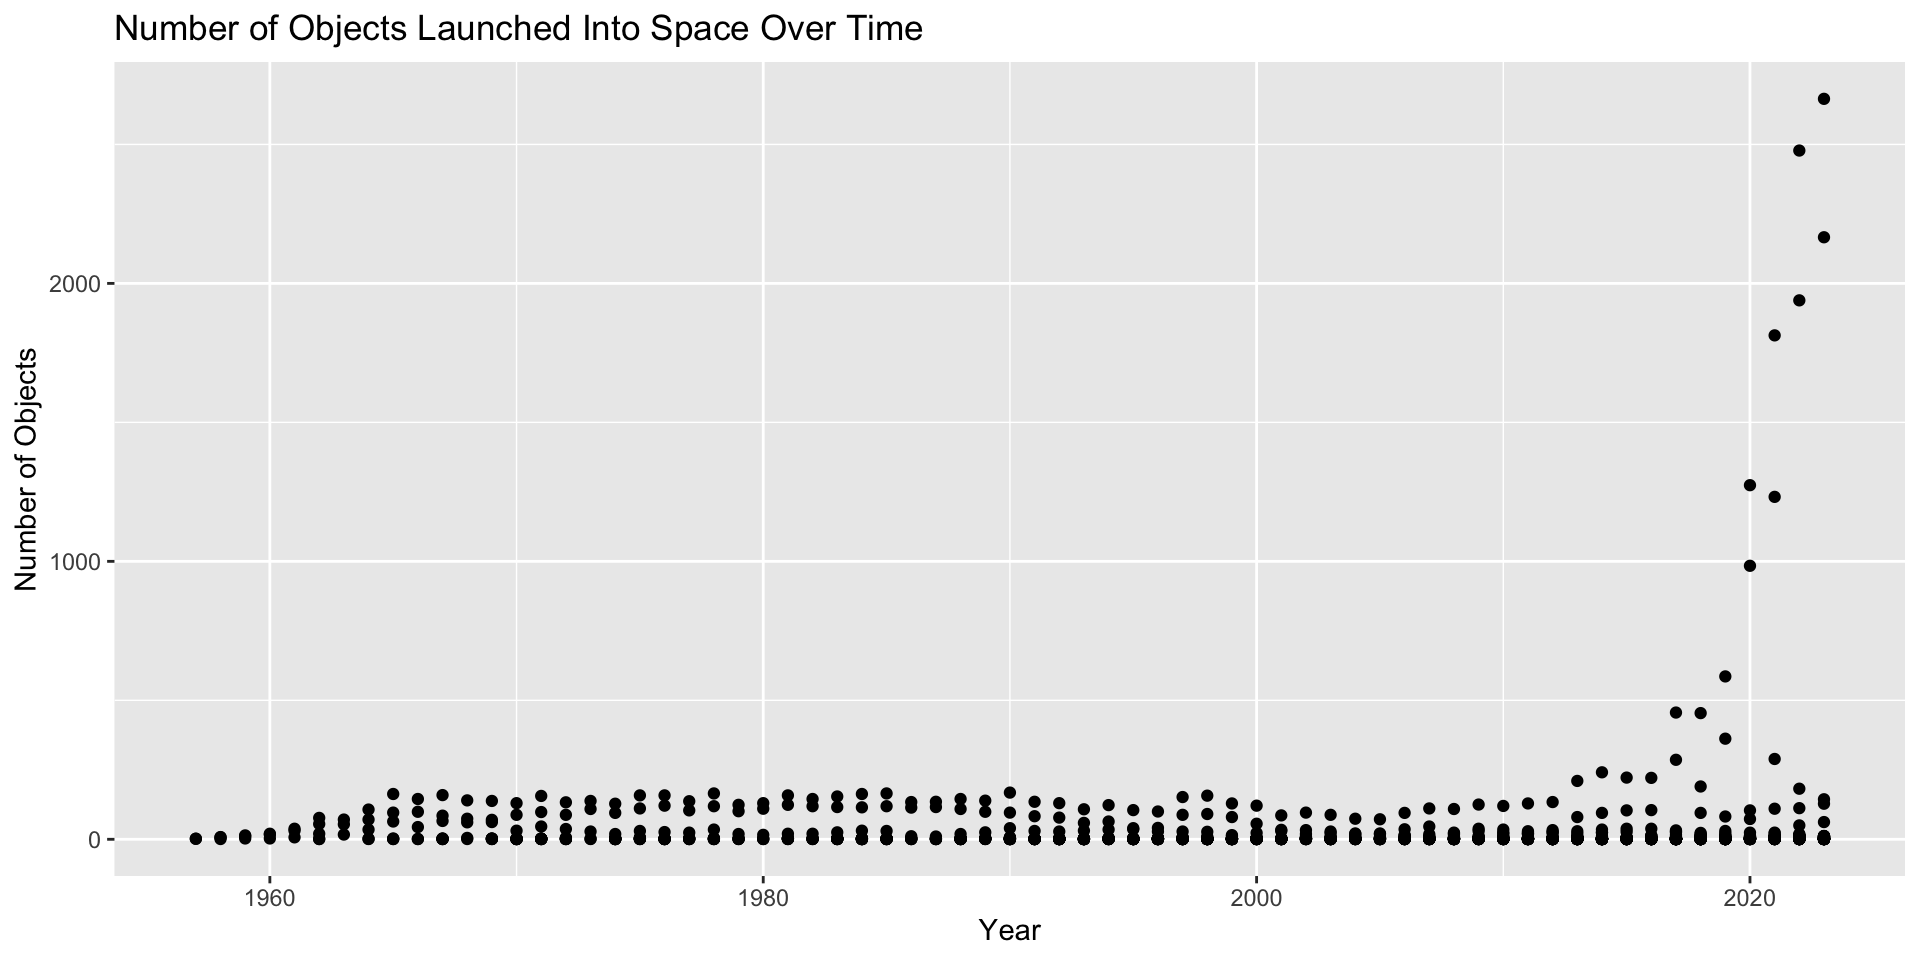 Number of Objects Launched Into Space Over Time
Number of Objects
2000
1000
0
1960
1980
2000
2020
Year